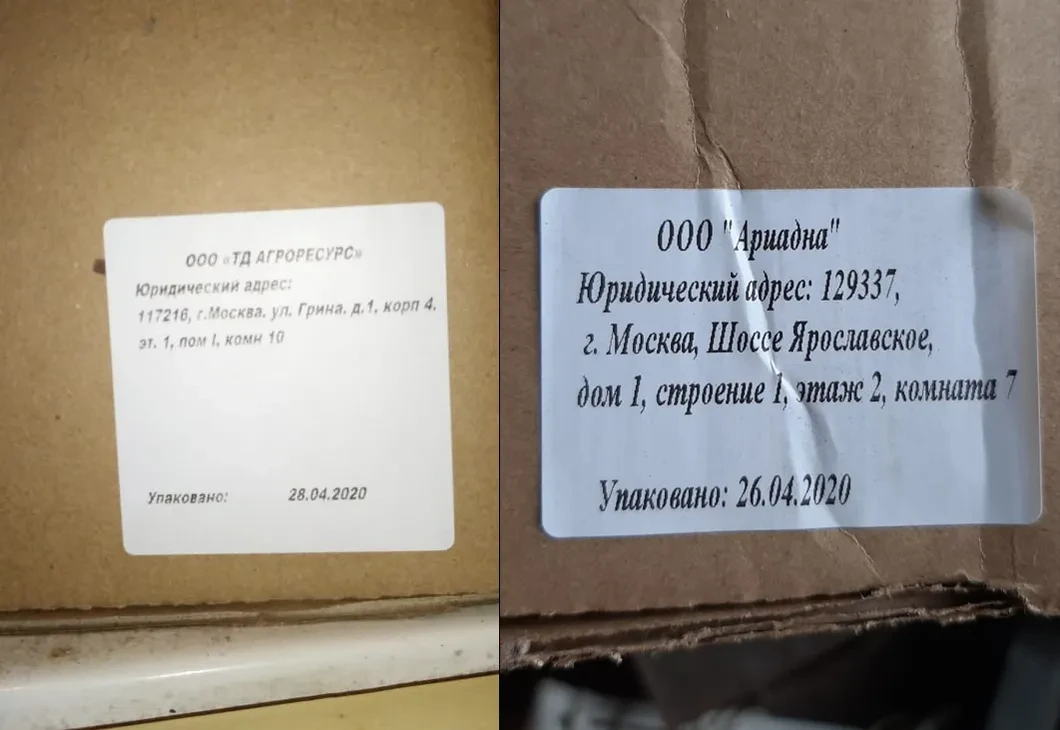 ООО «ТД АГРОРЕСУРС»
Юридический адрес:
117216, г.Москва. ул. Грина. д.1, корп 4,
эт. 1, пом I, комн 10
Упаковано: 28.04.2020
ООО "Ариадна"
Юридический адрес: 129337,
г. Москва, Шоссе Ярославское,
дом 1, строение 1, этаж 2, комната 7
Упаковано: 26.04.2020